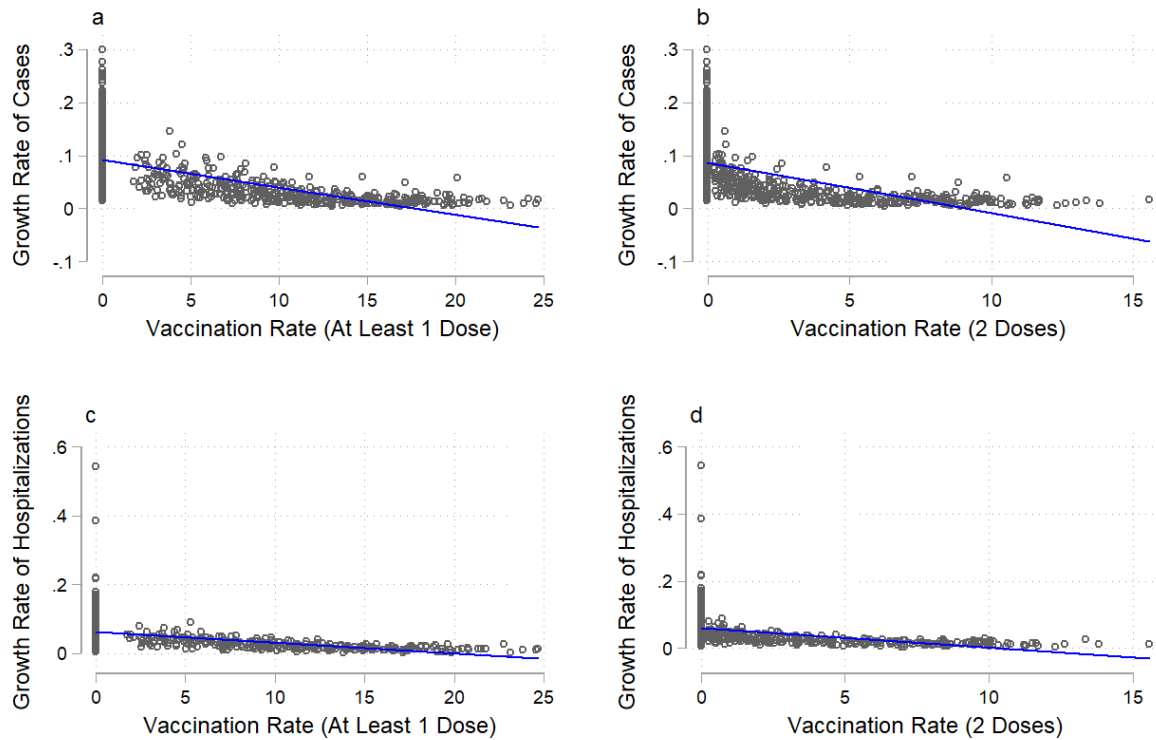 a
Growth Rate of Cases
.3
.2
.1
0
-.1
0 5 10 15 20 25
Vaccination Rate (At Least 1 Dose)
b
Growth Rate of Cases
.3
.2
.1
0
-.1
0 5 10 15
Vaccination Rate (2 Doses)
c
Growth Rate of Hospitalizations
.6
.4
.2
0
0 5 10 15 20 25
Vaccination Rate (At Least 1 Dose)
d
Growth Rate of Hospitalizations
.6
.4
.2
0
0 5 10 15
Vaccination Rate (2 Doses)